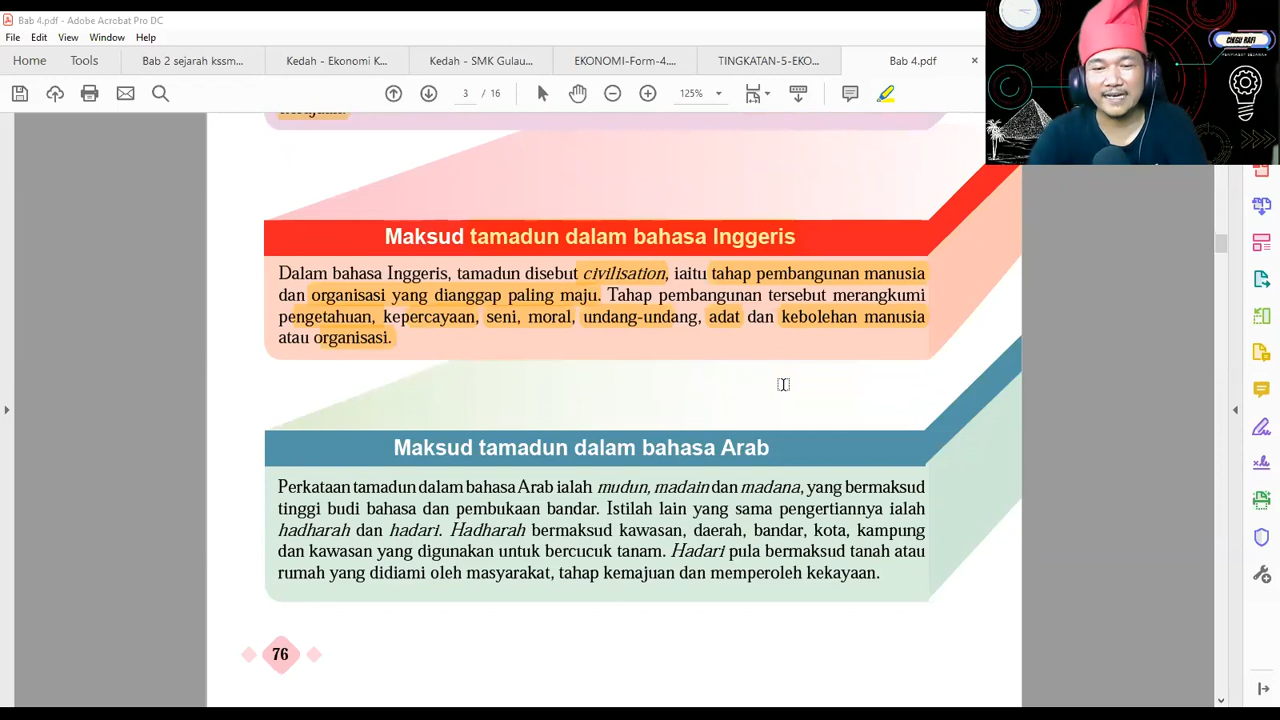 Bab 4.pdf - Adobe Acrobat Pro DC
File Edit View Window Help
Home Tools Bab 2 sejarah kssm... Kedah - Ekonomi K... Kedah - SMK Gulau... EKONOMI-Form-4.... TINGKATAN-5-EKO... Bab 4.pdf ×
3 / 16 125%
CIKGU RAFI
Maksud tamadun dalam bahasa Inggeris
Dalam bahasa Inggeris, tamadun disebut civilisation, iaitu tahap pembangunan manusia
dan organisasi yang dianggap paling maju. Tahap pembangunan tersebut merangkumi
pengetahuan, kepercayaan, seni, moral, undang-undang, adat dan kebolehan manusia
atau organisasi.
Maksud tamadun dalam bahasa Arab
Perkataan tamadun dalam bahasa Arab ialah mudun, madain dan madana, yang bermaksud
tinggi budi bahasa dan pembukaan bandar. Istilah lain yang sama pengertiannya ialah
hadharah dan hadari. Hadharah bermaksud kawasan, daerah, bandar, kota, kampung
dan kawasan yang digunakan untuk bercucuk tanam. Hadari pula bermaksud tanah atau
rumah yang didiami oleh masyarakat, tahap kemajuan dan memperoleh kekayaan.
76